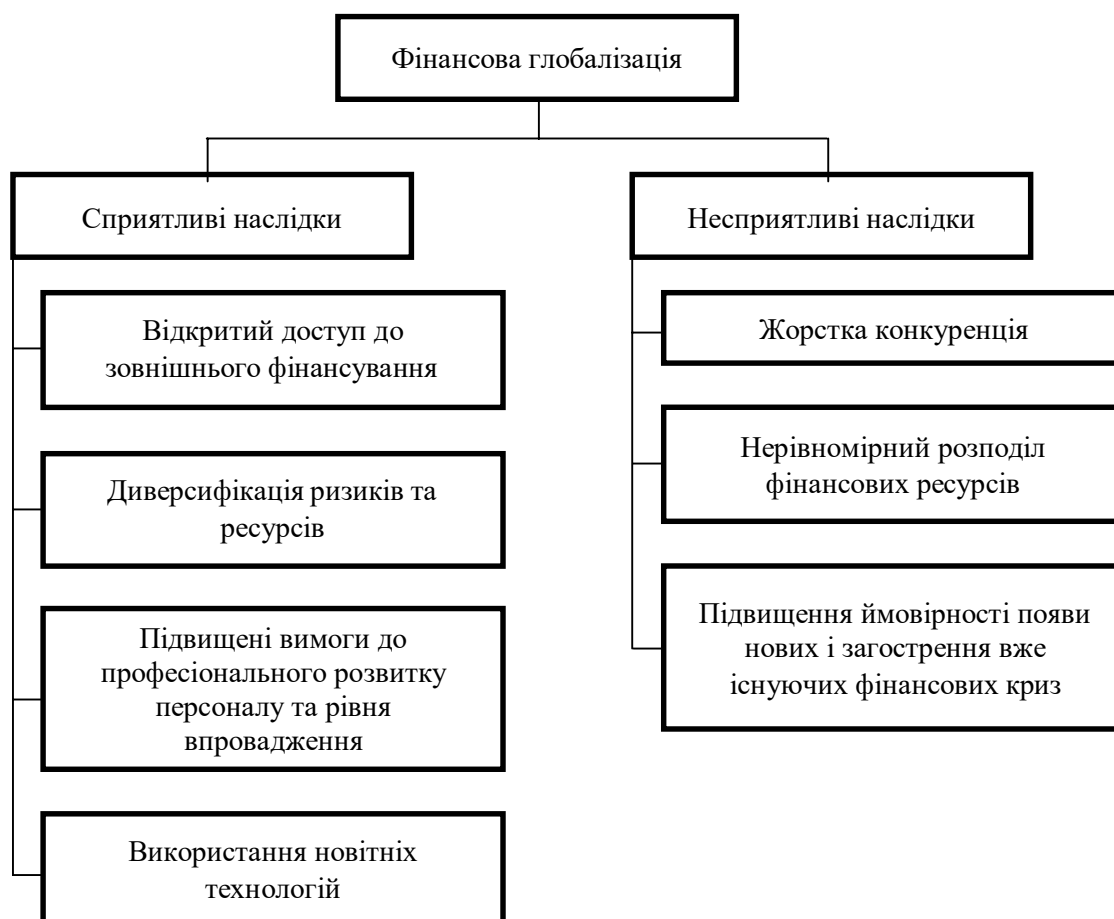 Фінансова глобалізація
Сприятливі наслідки
Відкритий доступ до
зовнішнього фінансування
Диверсифікація ризиків та
ресурсів
Підвищені вимоги до
професіонального розвитку
персоналу та рівня
впровадження
Використання новітніх
технологій
Несприятливі наслідки
Жорстка конкуренція
Нерівномірний розподіл
фінансових ресурсів
Підвищення ймовірності появи
нових і загострення вже
існуючих фінансових криз